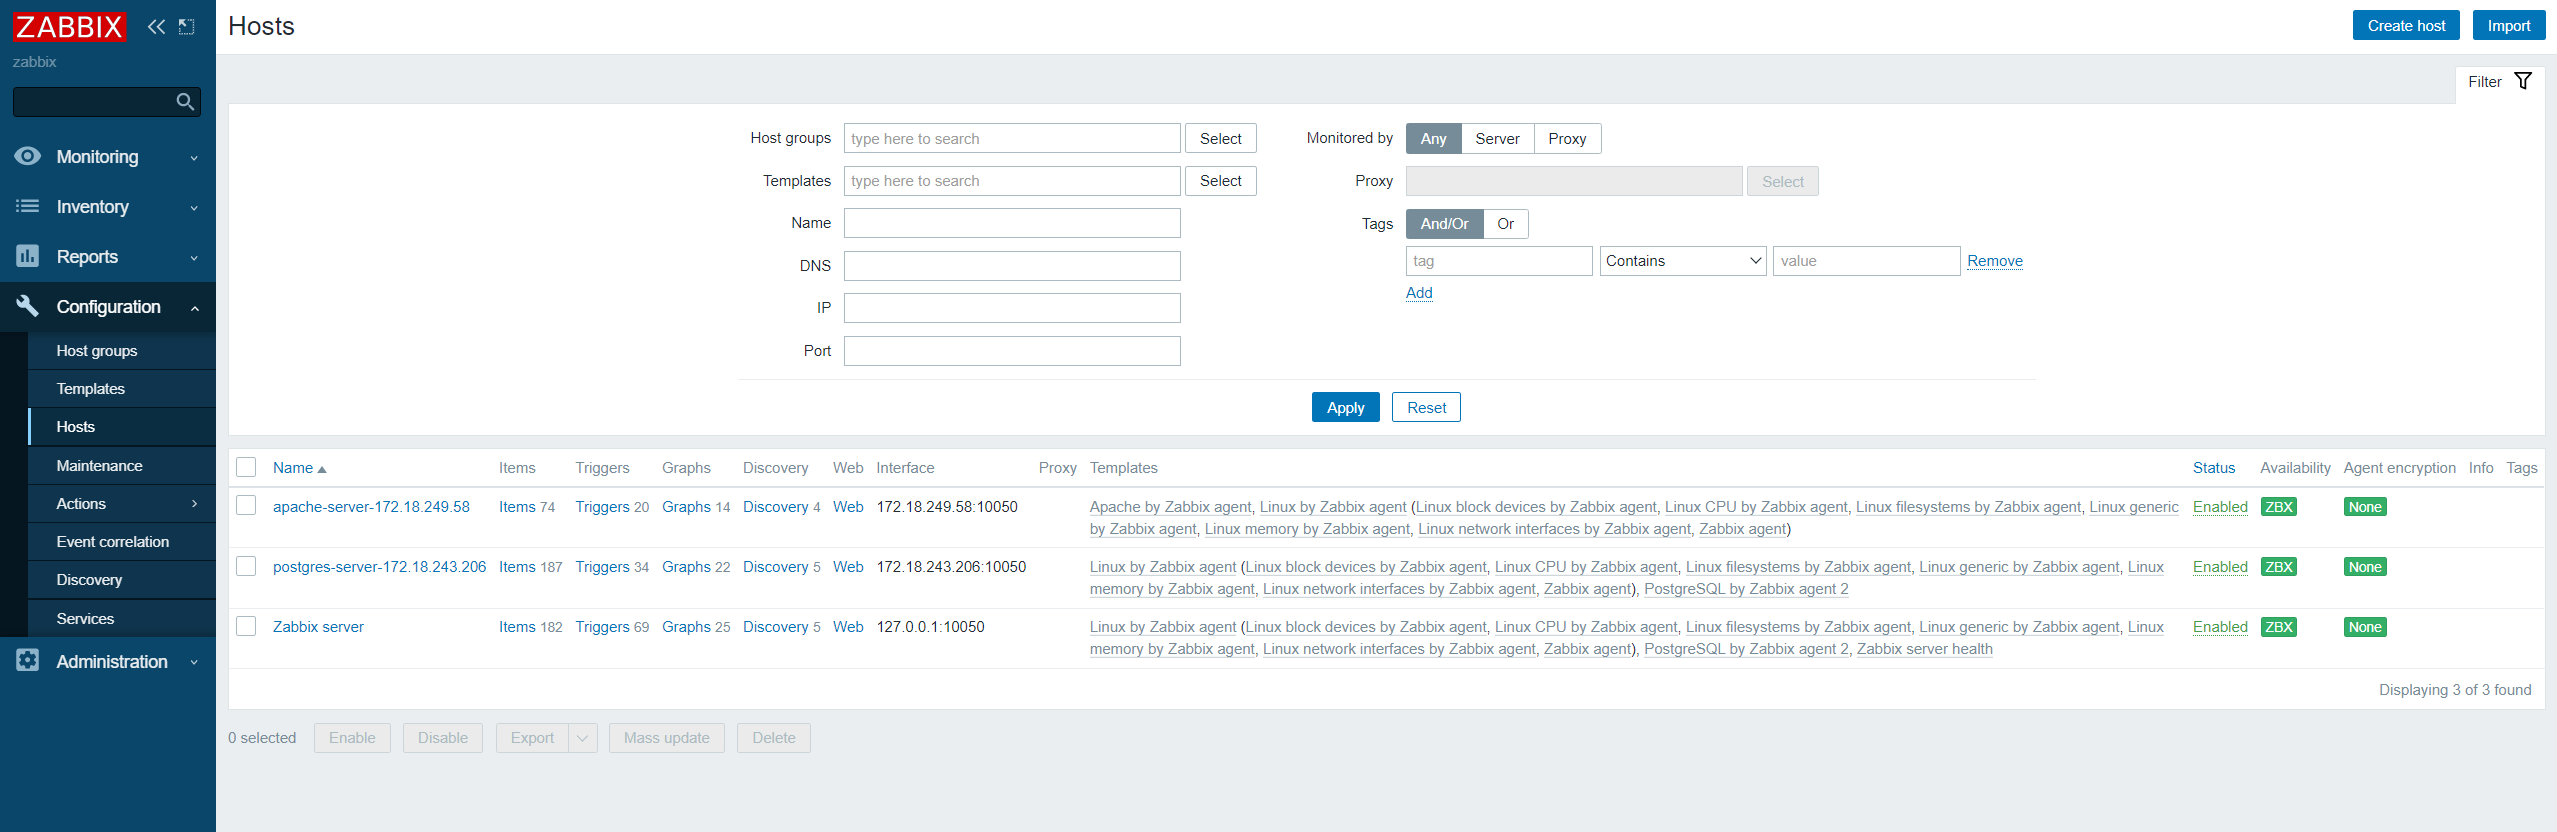 ZABBIX
zabbix
Monitoring
Inventory
Reports
Configuration
Host groups
Templates
Hosts
Maintenance
Actions
Event correlation
Discovery
Services
Administration
Hosts
Create host Import
Filter
Host groups type here to search Select
Templates type here to search Select
Name
DNS
IP
Port
Monitored by Any Server Proxy
Proxy Select
Tags And/Or Or
tag Contains value Remove
Add
Apply Reset
Name Items Triggers Graphs Discovery Web Interface Proxy Templates Status Availability Agent encryption Info Tags
apache-server-172.18.249.58 Items 74 Triggers 20 Graphs 14 Discovery 4 Web 172.18.249.58:10050 Apache by Zabbix agent, Linux by Zabbix agent (Linux block devices by Zabbix agent, Linux CPU by Zabbix agent, Linux filesystems by Zabbix agent, Linux generic Enabled ZBX None
by Zabbix agent, Linux memory by Zabbix agent, Linux network interfaces by Zabbix agent, Zabbix agent)
postgres-server-172.18.243.206 Items 187 Triggers 34 Graphs 22 Discovery 5 Web 172.18.243.206:10050 Linux by Zabbix agent (Linux block devices by Zabbix agent, Linux CPU by Zabbix agent, Linux filesystems by Zabbix agent, Linux generic by Zabbix agent, Linux Enabled ZBX None
memory by Zabbix agent, Linux network interfaces by Zabbix agent, Zabbix agent), PostgreSQL by Zabbix agent 2
Zabbix server Items 182 Triggers 69 Graphs 25 Discovery 5 Web 127.0.0.1:10050 Linux by Zabbix agent (Linux block devices by Zabbix agent, Linux CPU by Zabbix agent, Linux filesystems by Zabbix agent, Linux generic by Zabbix agent, Linux Enabled ZBX None
memory by Zabbix agent, Linux network interfaces by Zabbix agent, Zabbix agent), PostgreSQL by Zabbix agent 2, Zabbix server health
Displaying 3 of 3 found
0 selected Enable Disable Export Mass update Delete